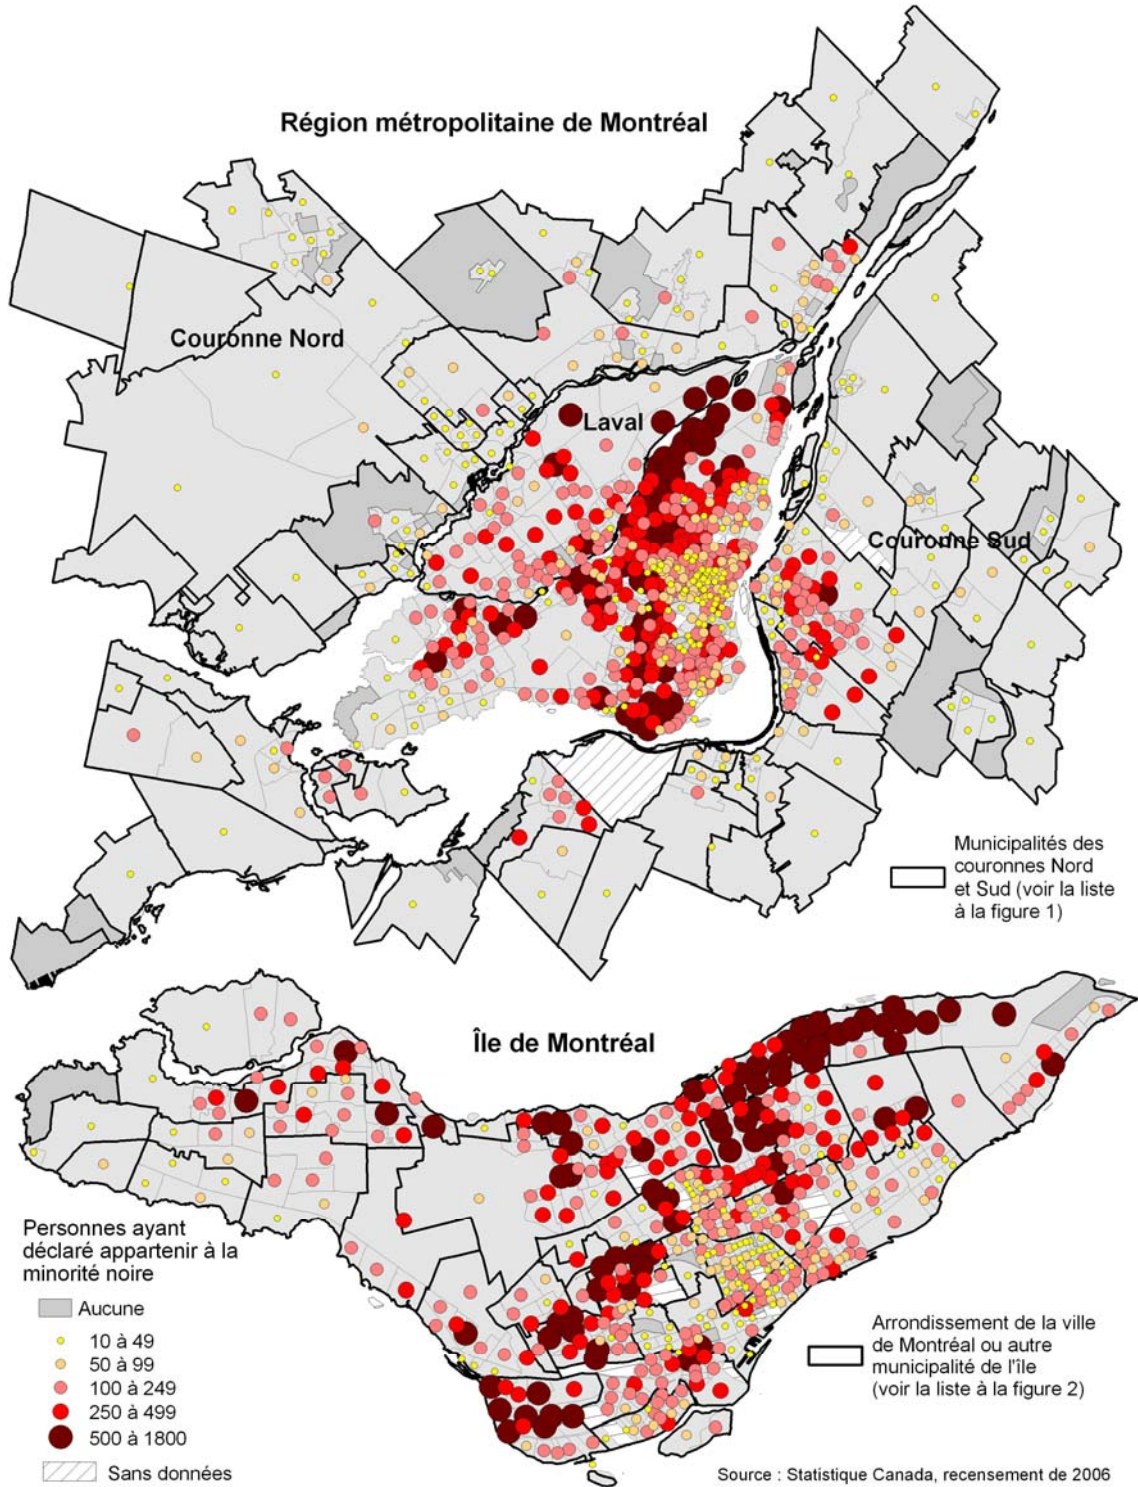 Région métropolitaine de Montréal
Couronne Nord
Laval
Couronne Sud
Municipalités des
couronnes Nord
et Sud (voir la liste
à la figure 1)
Île de Montréal
Personnes ayant
déclaré appartenir à la
minorité noire
Aucune
10 à 49
50 à 99
100 à 249
250 à 499
500 à 1800
Sans données
Arrondissement de la ville
de Montréal ou autre
municipalité de l'île
(voir la liste à la figure 2)
Source : Statistique Canada, recensement de 2006